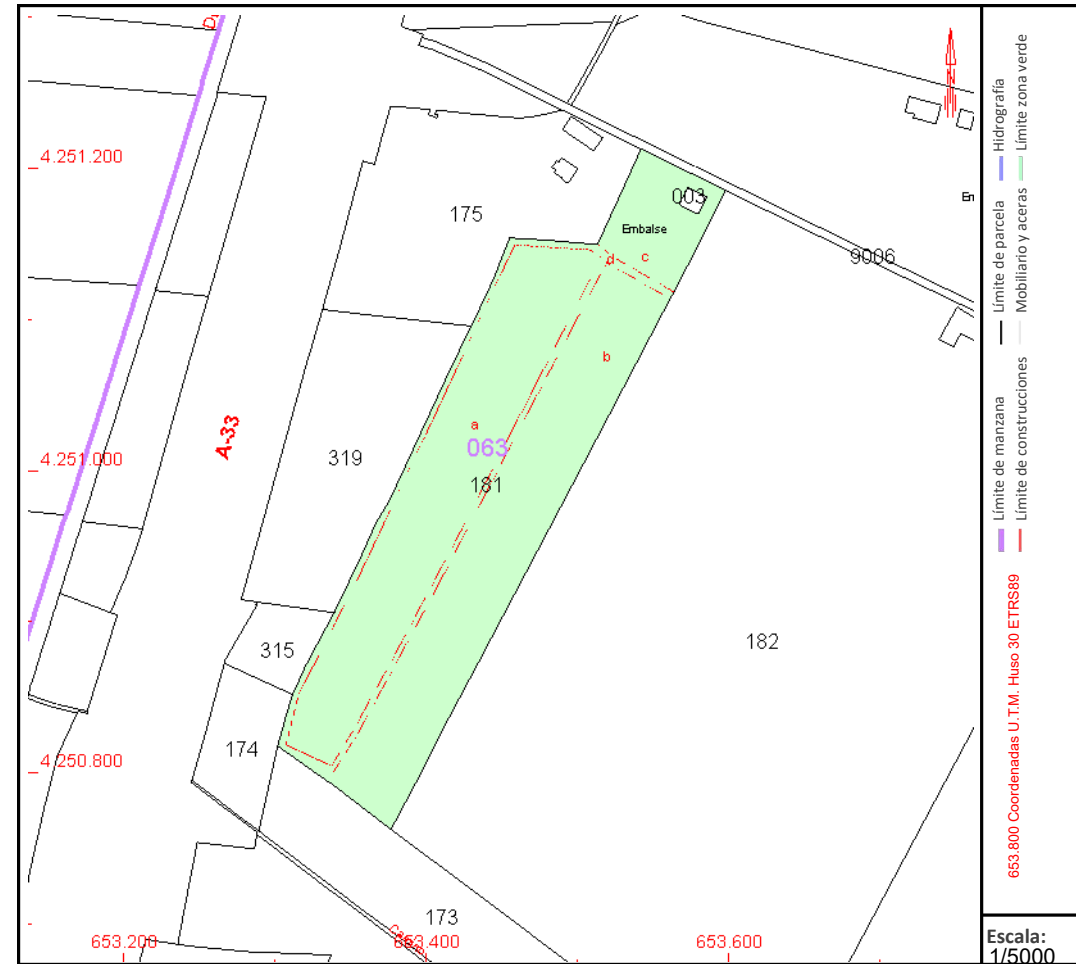 4.251.200
003
175
Embalse
En
d
c
9006
b
A-33
a
063
4.251.000
319
181
315
182
174
4.250.800
173
653.200
653.400
653.600
N
Límite de manzana
Límite de parcela
Hidrografía
Límite de construcciones
Mobiliario y aceras
Límite zona verde
653.800 Coordenadas U.T.M. Huso 30 ETRS89
Escala:
1/5000